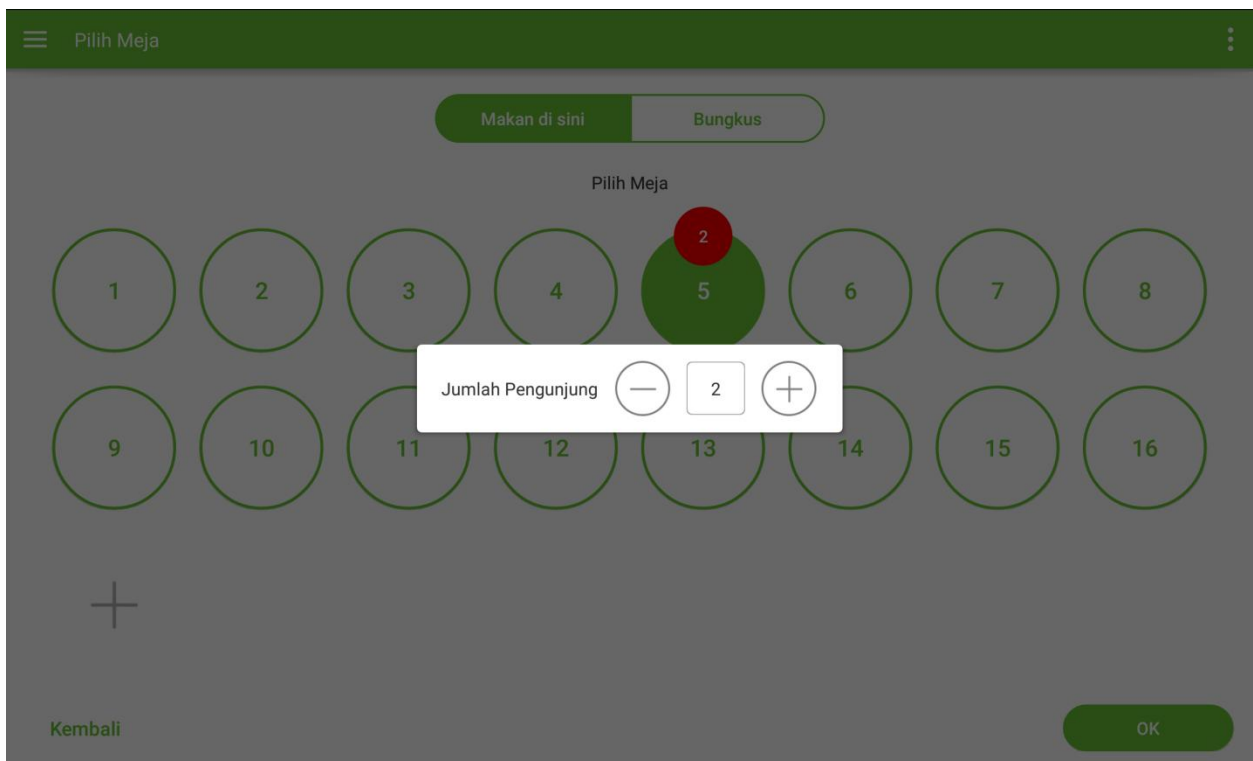 Pilih Meja
Makan di sini Bungkus
Pilih Meja
2
1 2 3 4 5 6 7 8
Jumlah Pengunjung 2
9 10 11 12 13 14 15 16
Kembali OK